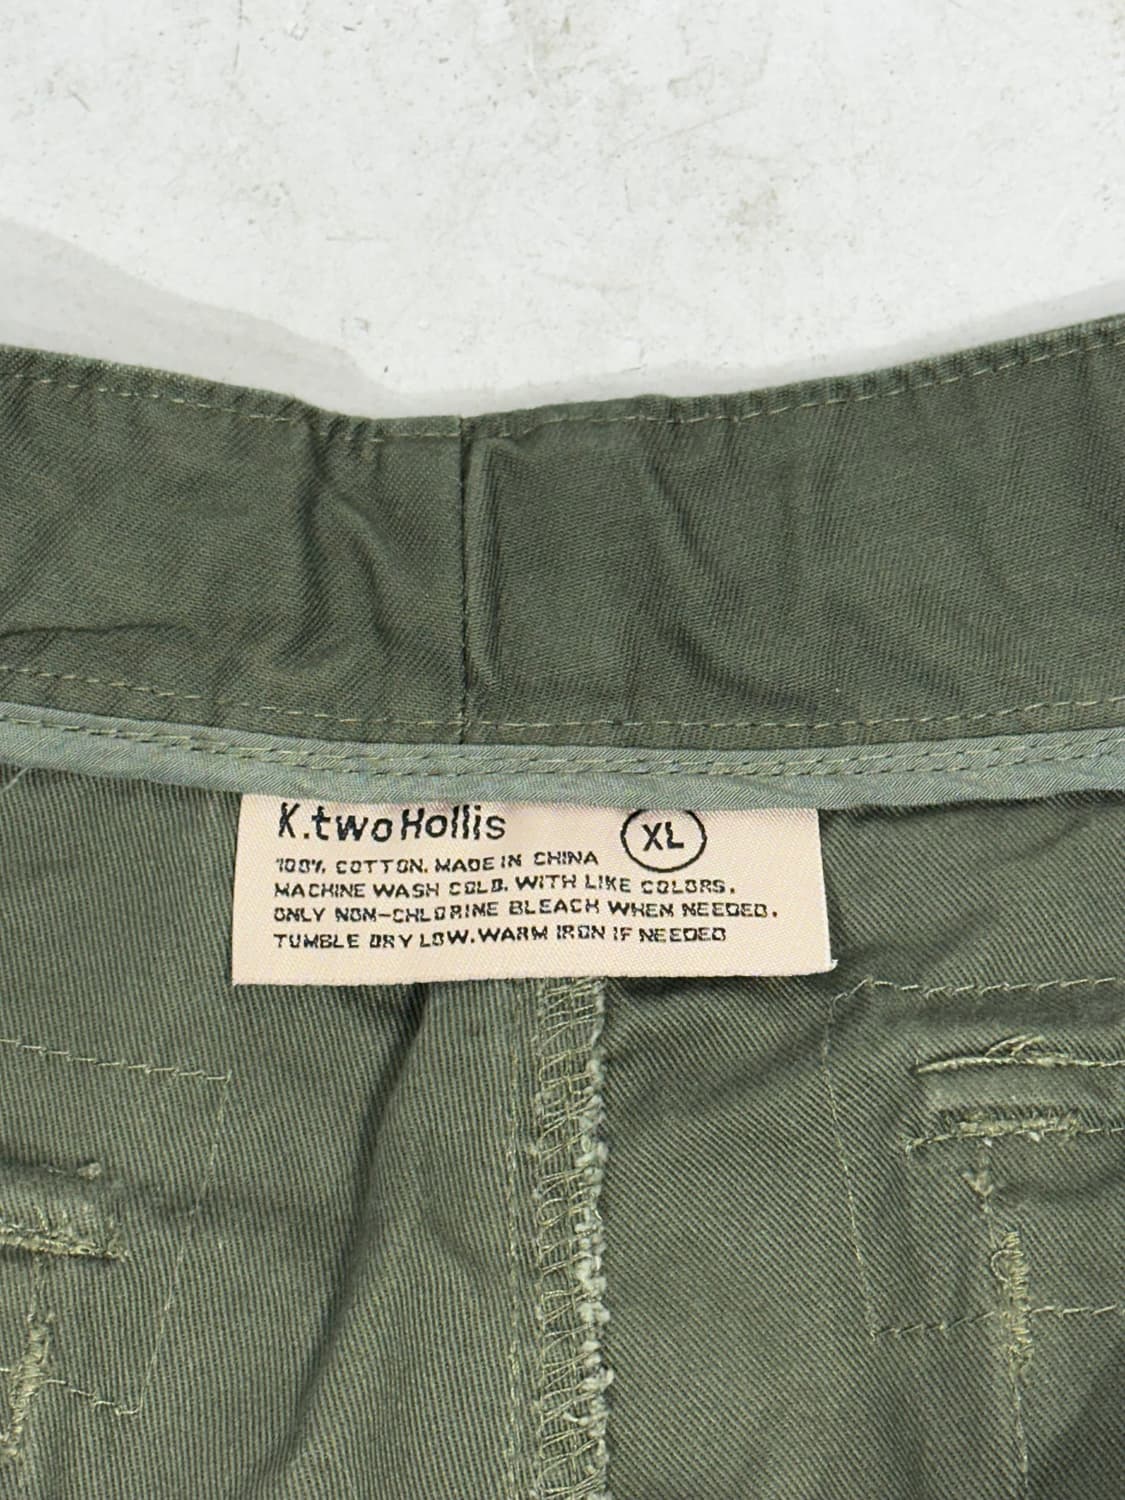 K.twoHollis XL
100% COTTON. MADE IN CHINA
MACHINE WASH COLD. WITH LIKE COLORS.
ONLY NON-CHLORINE BLEACH WHEN NEEDED.
TUMBLE DRY LOW.WARM IRON IF NEEDED